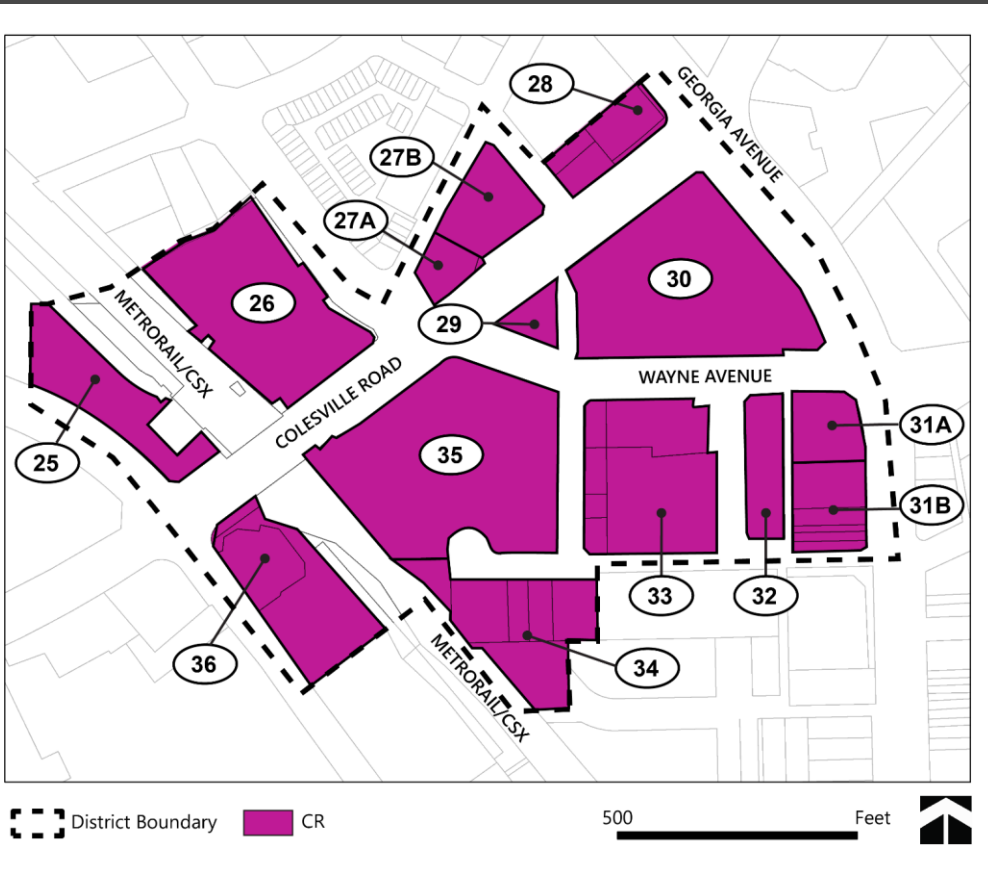 28
GEORGIA AVENUE
27B
27A
26
30
29
METRORAIL/CSX
WAYNE AVENUE
COLESVILLE ROAD
25
35
31A
31B
33
32
36
34
METRORAIL/CSX
District Boundary
CR
500
Feet